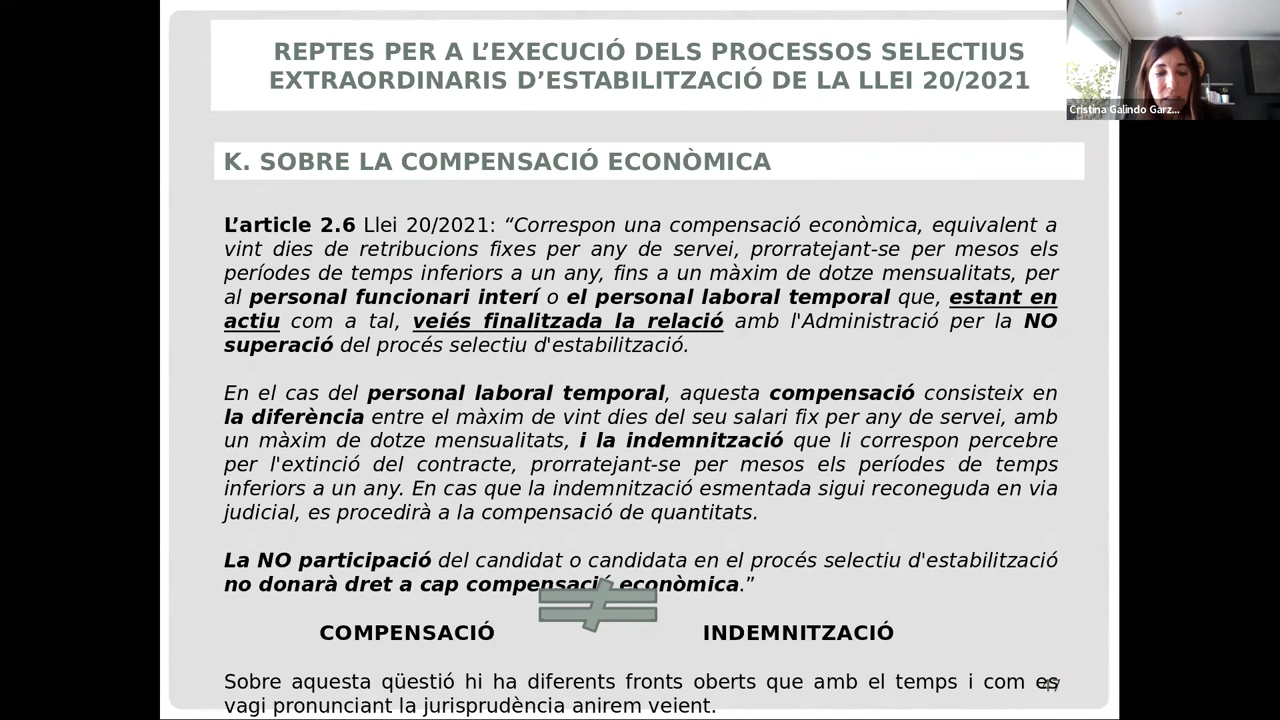 REPTES PER A L’EXECUCIÓ DELS PROCESSOS SELECTIUS
EXTRAORDINARIS D’ESTABILITZACIÓ DE LA LLEI 20/2021
Cristina Galindo Garz...
K. SOBRE LA COMPENSACIÓ ECONÒMICA
L’article 2.6 Llei 20/2021: “Correspon una compensació econòmica, equivalent a
vint dies de retribucions fixes per any de servei, prorratejant-se per mesos els
períodes de temps inferiors a un any, fins a un màxim de dotze mensualitats, per
al personal funcionari interí o el personal laboral temporal que, estant en
actiu com a tal, veiés finalitzada la relació amb l'Administració per la NO
superació del procés selectiu d'estabilització.
En el cas del personal laboral temporal, aquesta compensació consisteix en
la diferència entre el màxim de vint dies del seu salari fix per any de servei, amb
un màxim de dotze mensualitats, i la indemnització que li correspon percebre
per l'extinció del contracte, prorratejant-se per mesos els períodes de temps
inferiors a un any. En cas que la indemnització esmentada sigui reconeguda en via
judicial, es procedirà a la compensació de quantitats.
La NO participació del candidat o candidata en el procés selectiu d'estabilització
no donarà dret a cap compensació econòmica.”
COMPENSACIÓ INDEMNITZACIÓ
Sobre aquesta qüestió hi ha diferents fronts oberts que amb el temps i com es
47
vagi pronunciant la jurisprudència anirem veient.